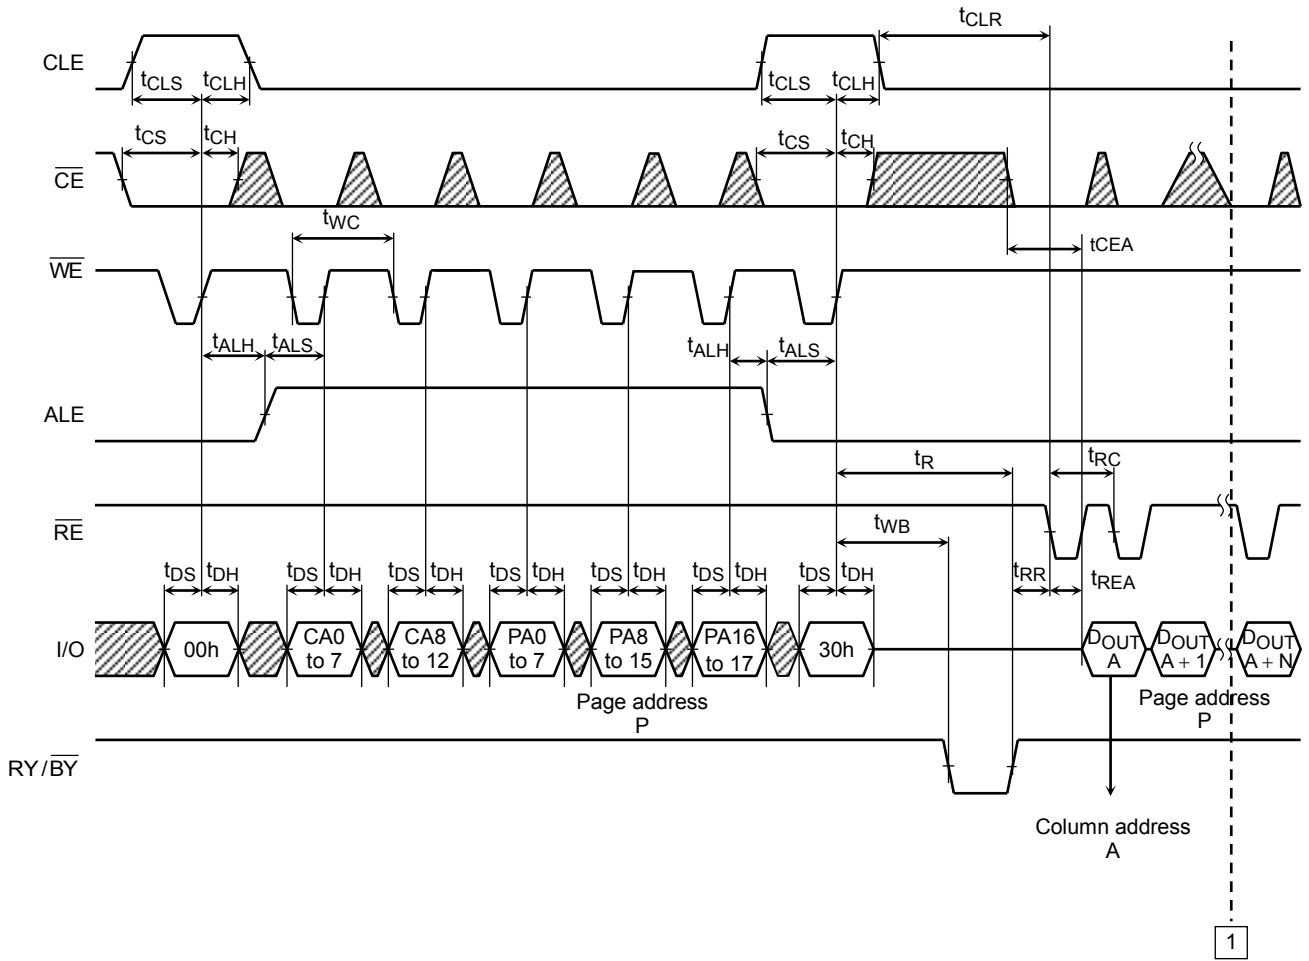 tCLR
CLE
tCLS tCLH tCLS tCLH
tCS tCH tCS tCH
CE
tWC
tCEA
WE
tALH tALS tALH tALS
ALE
tR tRC
RE
tWB
tDS tDH tDS tDH tDS tDH tDS tDH tDS tDH tDS tDH tDS tDH tRR tREA
I/O
00h
CA0
to 7
CA8
to 12
PA0
to 7
PA8
to 15
PA16
to 17
30h
DOUT
A
DOUT
A + 1
DOUT
A + N
Page address
P
Page address
P
RY/BY
Column address
A
1